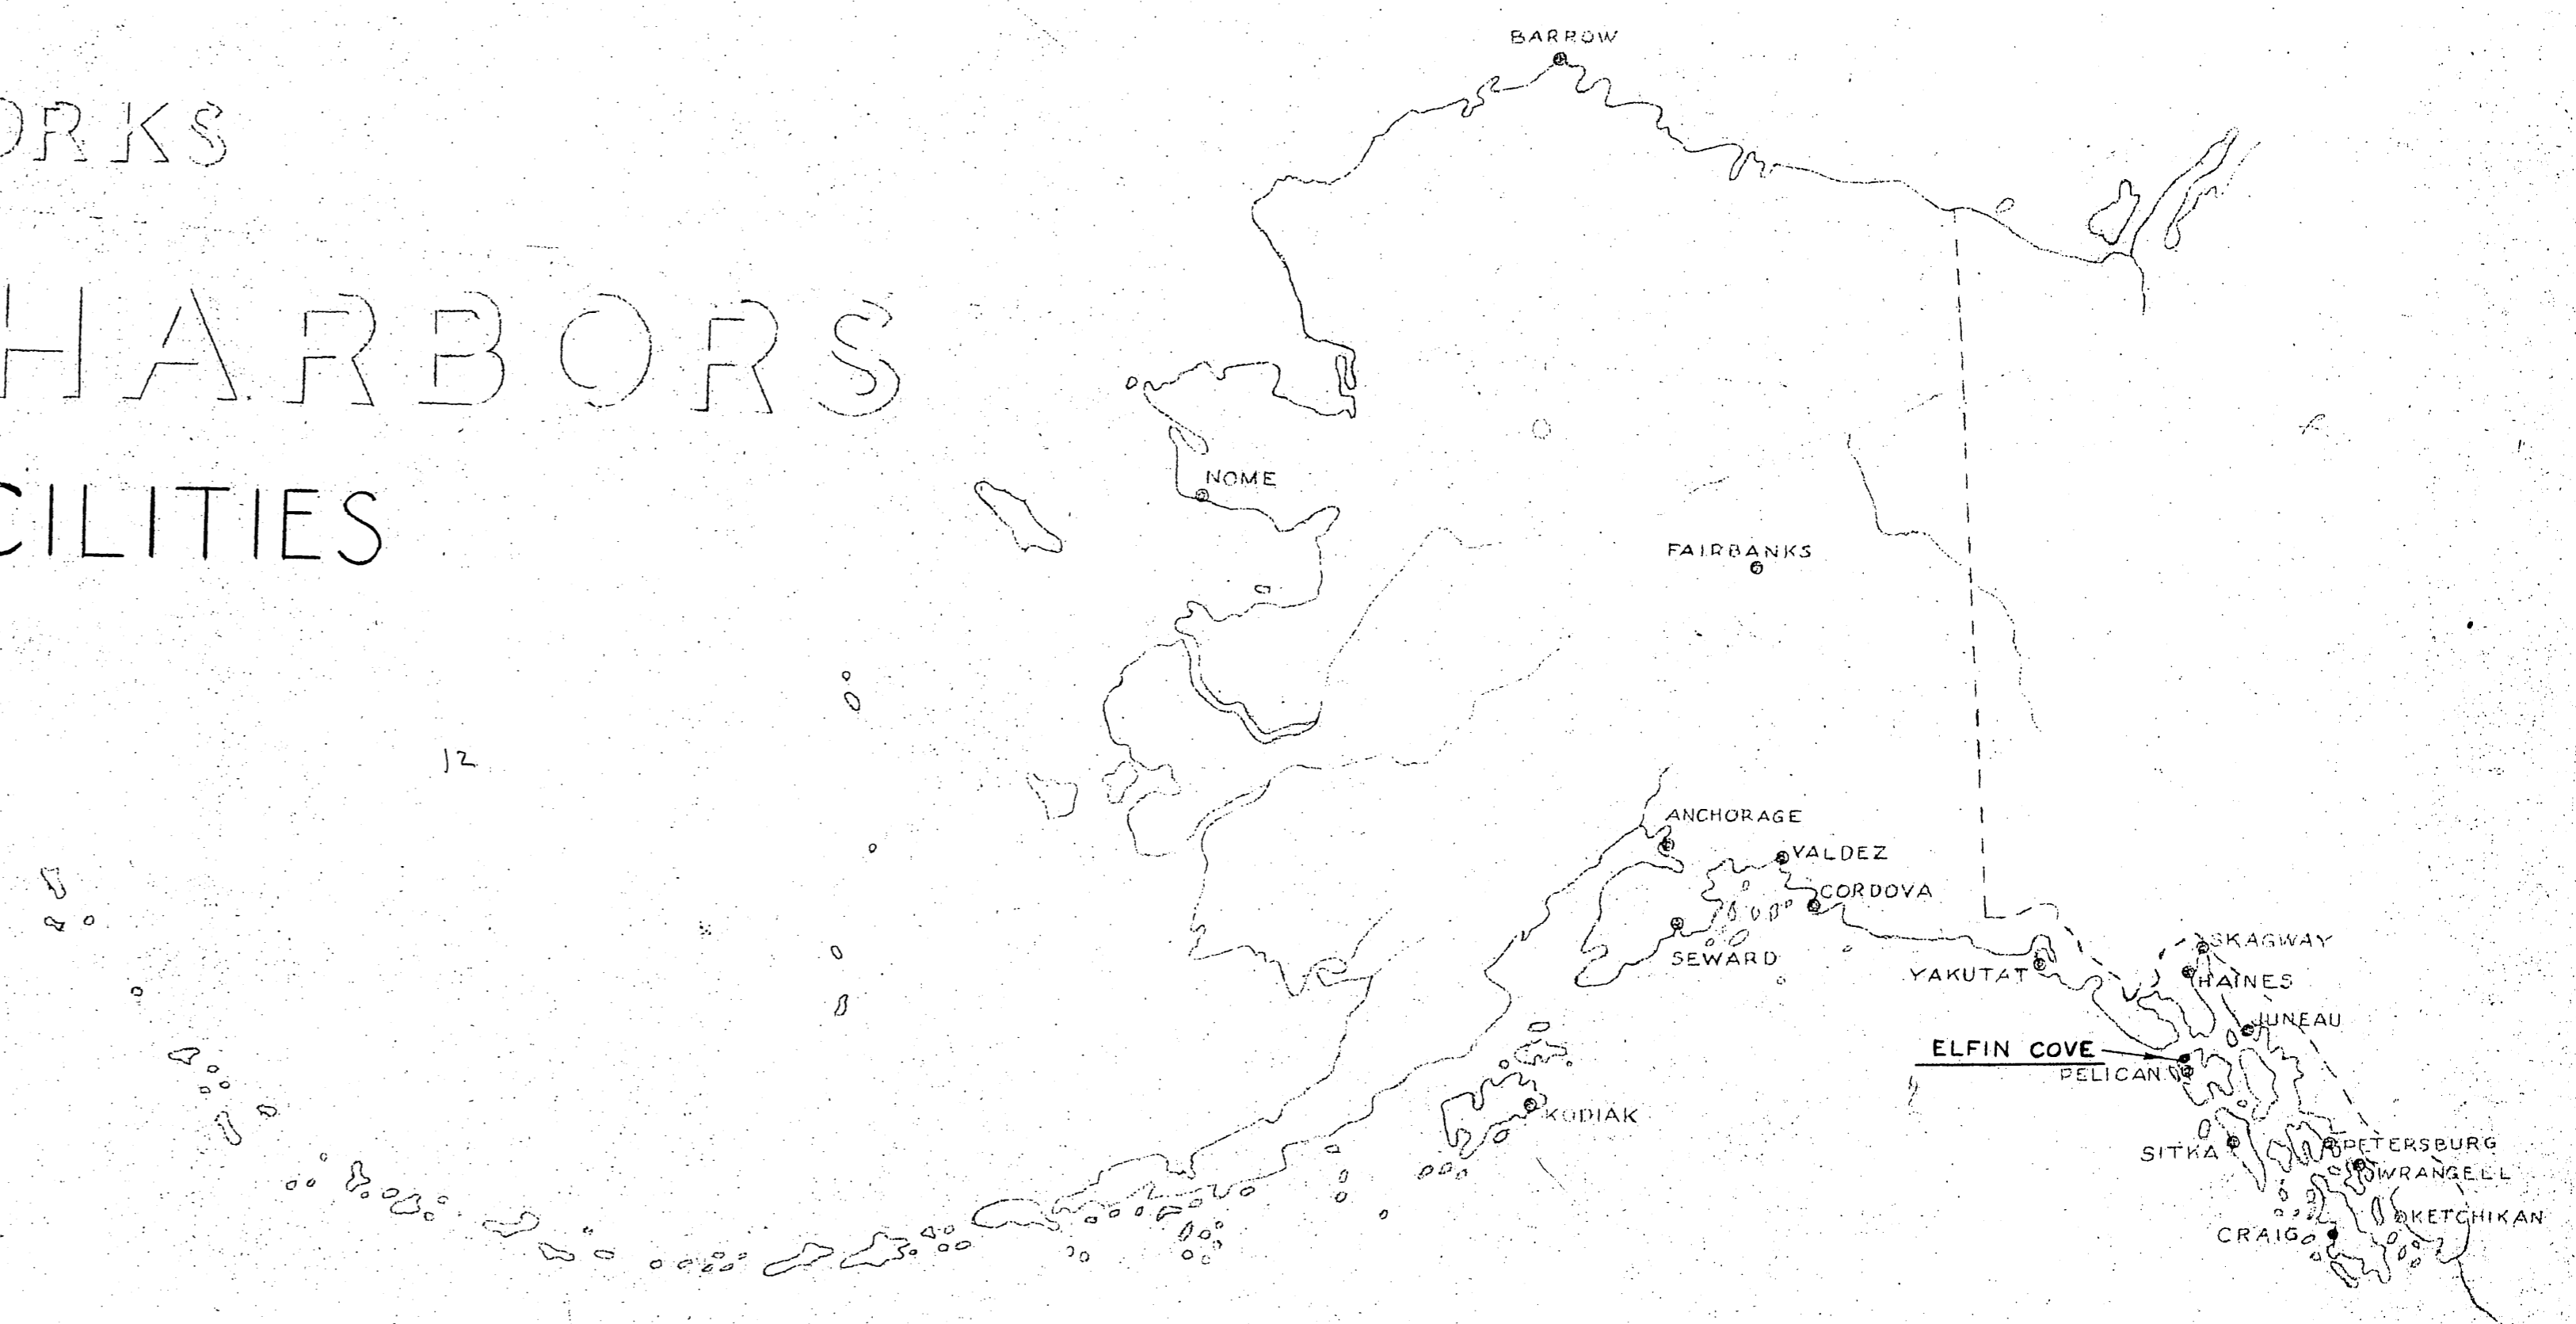 ORKS
HARBORS
CILITIES
12
BARROW
NOME
FAIRBANKS
ANCHORAGE
VALDEZ
CORDOVA
SEWARD
SKAGWAY
YAKUTAT
HAINES
JUNEAU
ELFIN COVE
PELICAN
KODIAK
SITKA
PETERSBURG
WRANGELL
KETCHIKAN
CRAIG